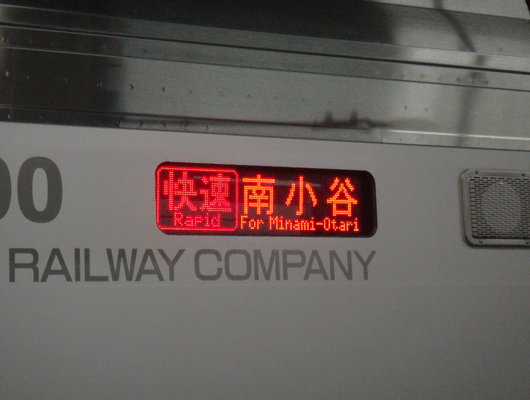 00
快速 南小谷
Rapid For Minami-Otari
RAILWAY COMPANY